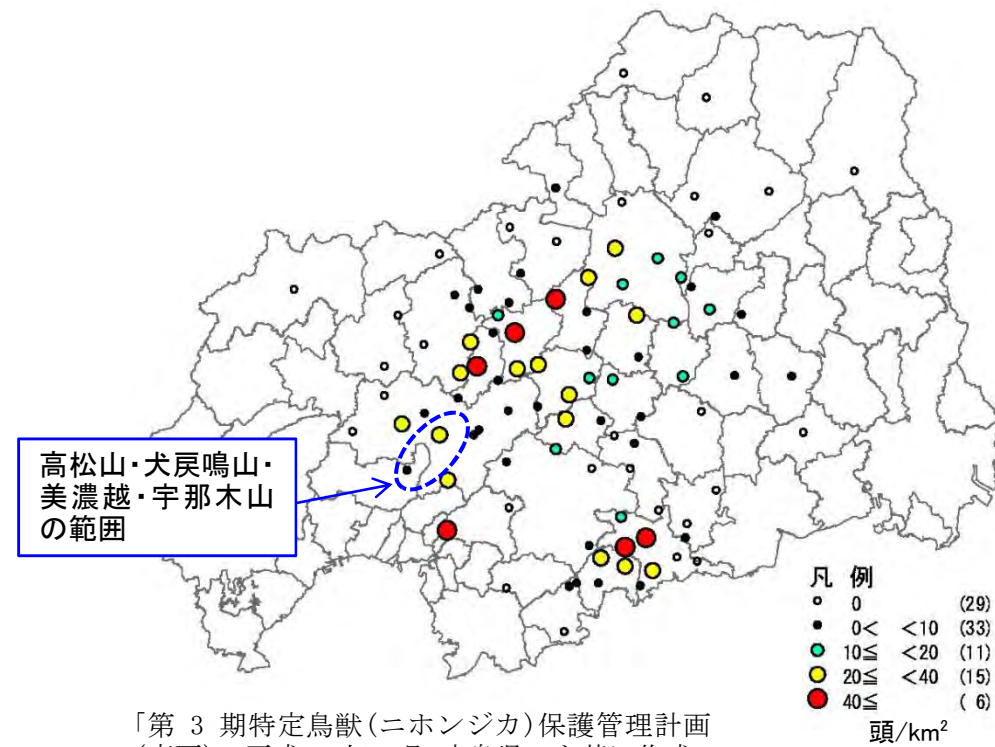 高松山・犬戻鳴山・
美濃越・宇那木山
の範囲
凡 例
0 (29)
0< <10 (33)
10≦ <20 (11)
20≦ <40 (15)
40≦ ( 6)
頭/km²
「第 3 期特定鳥獣(ニホンジカ)保護管理計画